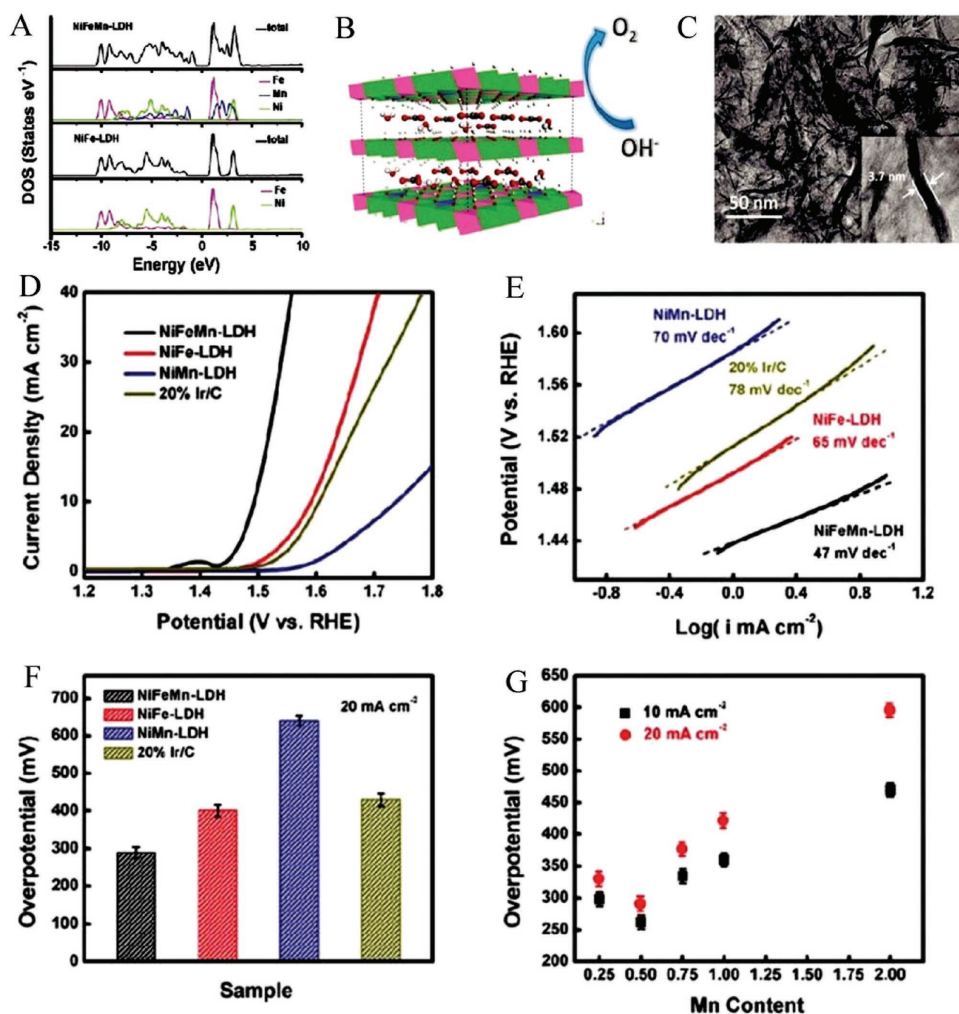 A
NiFeMn-LDH
—total
Fe
Mn
Ni
NiFe-LDH
—total
Fe
Ni
DOS (States eV⁻¹)
-15 -10 -5 0 5 10
Energy (eV)
B
O₂
OH⁻
C
3.7 nm
50 nm
D
40
30
20
10
0
NiFeMn-LDH
NiFe-LDH
NiMn-LDH
20% Ir/C
Current Density (mA cm⁻²)
1.2 1.3 1.4 1.5 1.6 1.7 1.8
Potential (V vs. RHE)
E
1.60
1.56
1.52
1.48
1.44
NiMn-LDH
70 mV dec⁻¹
20% Ir/C
78 mV dec⁻¹
NiFe-LDH
65 mV dec⁻¹
NiFeMn-LDH
47 mV dec⁻¹
Potential (V vs. RHE)
-0.8 -0.4 0.0 0.4 0.8 1.2
Log( i mA cm⁻²)
F
700
600
500
400
300
200
100
0
NiFeMn-LDH
NiFe-LDH
NiMn-LDH
20% Ir/C
20 mA cm⁻²
Overpotential (mV)
Sample
G
650
600
550
500
450
400
350
300
250
200
10 mA cm⁻²
20 mA cm⁻²
Overpotential (mV)
0.25 0.50 0.75 1.00 1.25 1.50 1.75 2.00
Mn Content